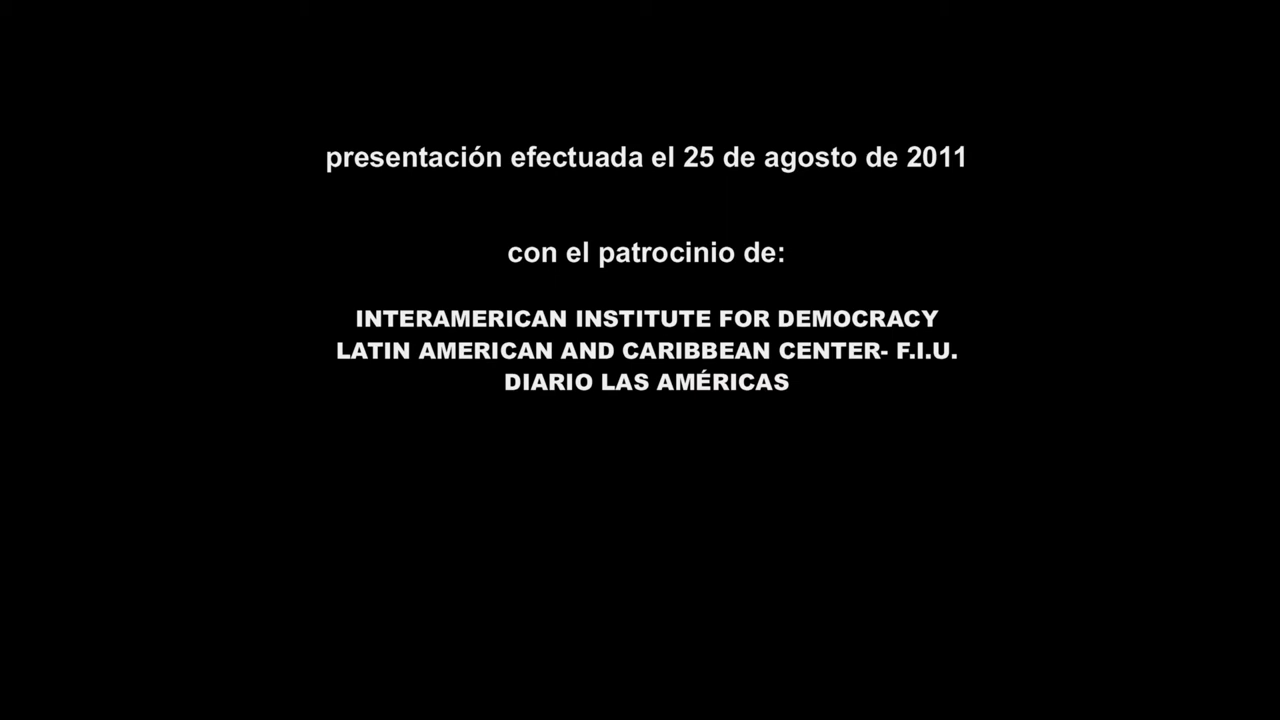 presentación efectuada el 25 de agosto de 2011
con el patrocinio de:
INTERAMERICAN INSTITUTE FOR DEMOCRACY
LATIN AMERICAN AND CARIBBEAN CENTER- F.I.U.
DIARIO LAS AMÉRICAS